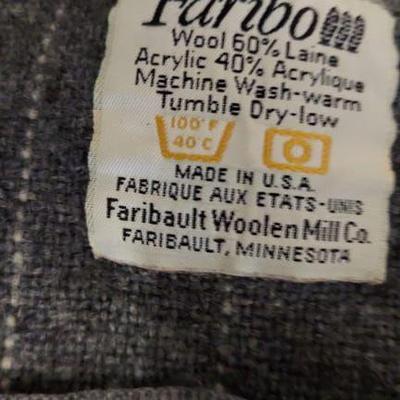 Faribo
Wool 60% Laine
Acrylic 40% Acrylique
Machine Wash-warm
Tumble Dry-low
100°F
40°C
MADE IN U.S.A.
FABRIQUE AUX ETATS-UNIS
Faribault Woolen Mill Co.
FARIBAULT, MINNESOTA